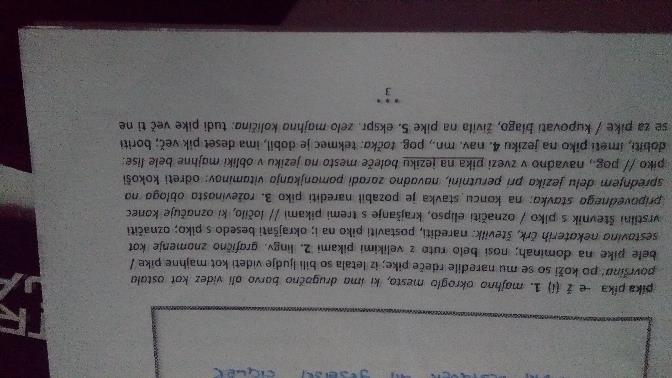 pika pika -e ž (i) 1. majhno okroglo mesto, ki ima drugačno barvo ali videz kot ostala
površina: po koži so se mu naredile rdeče pike; iz letala so bili ljudje videti kot majhne pike /
bele pike na dominah; nosi belo ruto z velikimi pikami 2. lingv. grafično znamenje kot
sestavina nekaterih črk, številk: narediti, postaviti piko na i; okrajšati besedo s piko; označiti
vrstilni števnik s piko / označiti elipso, krajšanje s tremi pikami // ločilo, ki označuje konec
pripovednega stavka: na koncu stavka je pozabil narediti piko 3. roževinasta obloga na
sprednjem delu jezika pri perutnini, navadno zaradi pomanjkanja vitaminov: odreti kokoši
piko // pog., navadno v zvezi pika na jeziku boleče mesto na jeziku v obliki majhne bele lise:
dobiti, imeti piko na jeziku 4. nav. mn., pog. točka: tekmec je dobil, ima deset pik več; boriti
se za pike / kupovati blago, živila na pike 5. ekspr. zelo majhna količina: tudi pike več ti ne
...
3